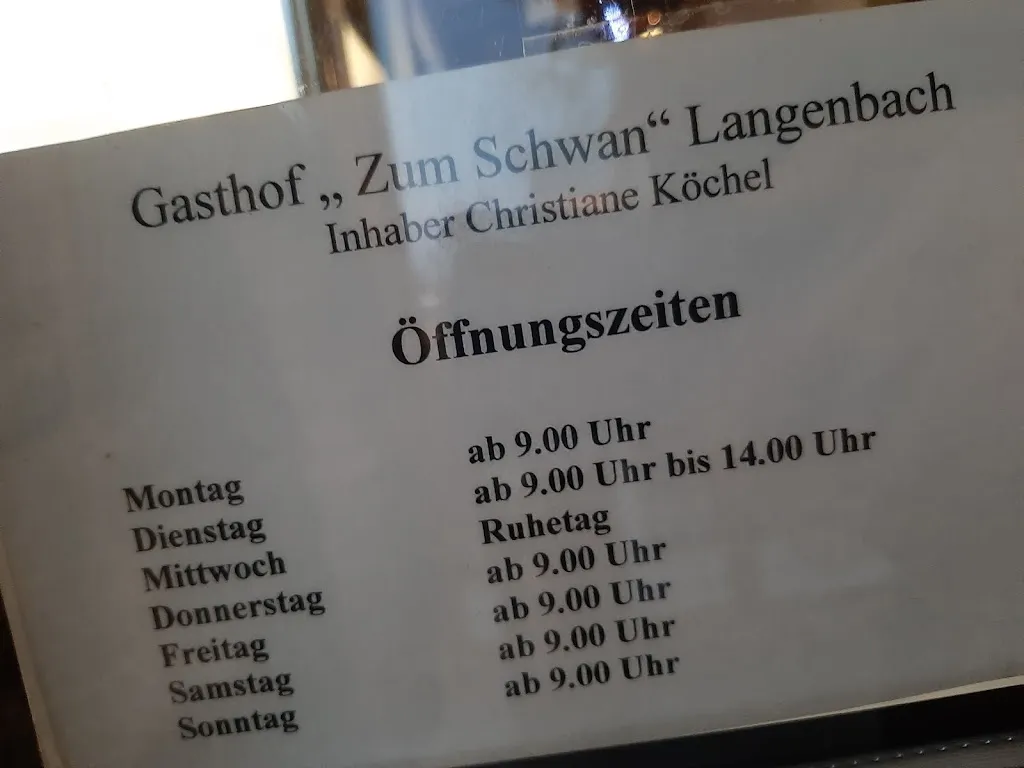 Gasthof „ Zum Schwan“ Langenbach
Inhaber Christiane Köchel
Öffnungszeiten
Montag ab 9.00 Uhr
Dienstag ab 9.00 Uhr bis 14.00 Uhr
Mittwoch Ruhetag
Donnerstag ab 9.00 Uhr
Freitag ab 9.00 Uhr
Samstag ab 9.00 Uhr
Sonntag ab 9.00 Uhr